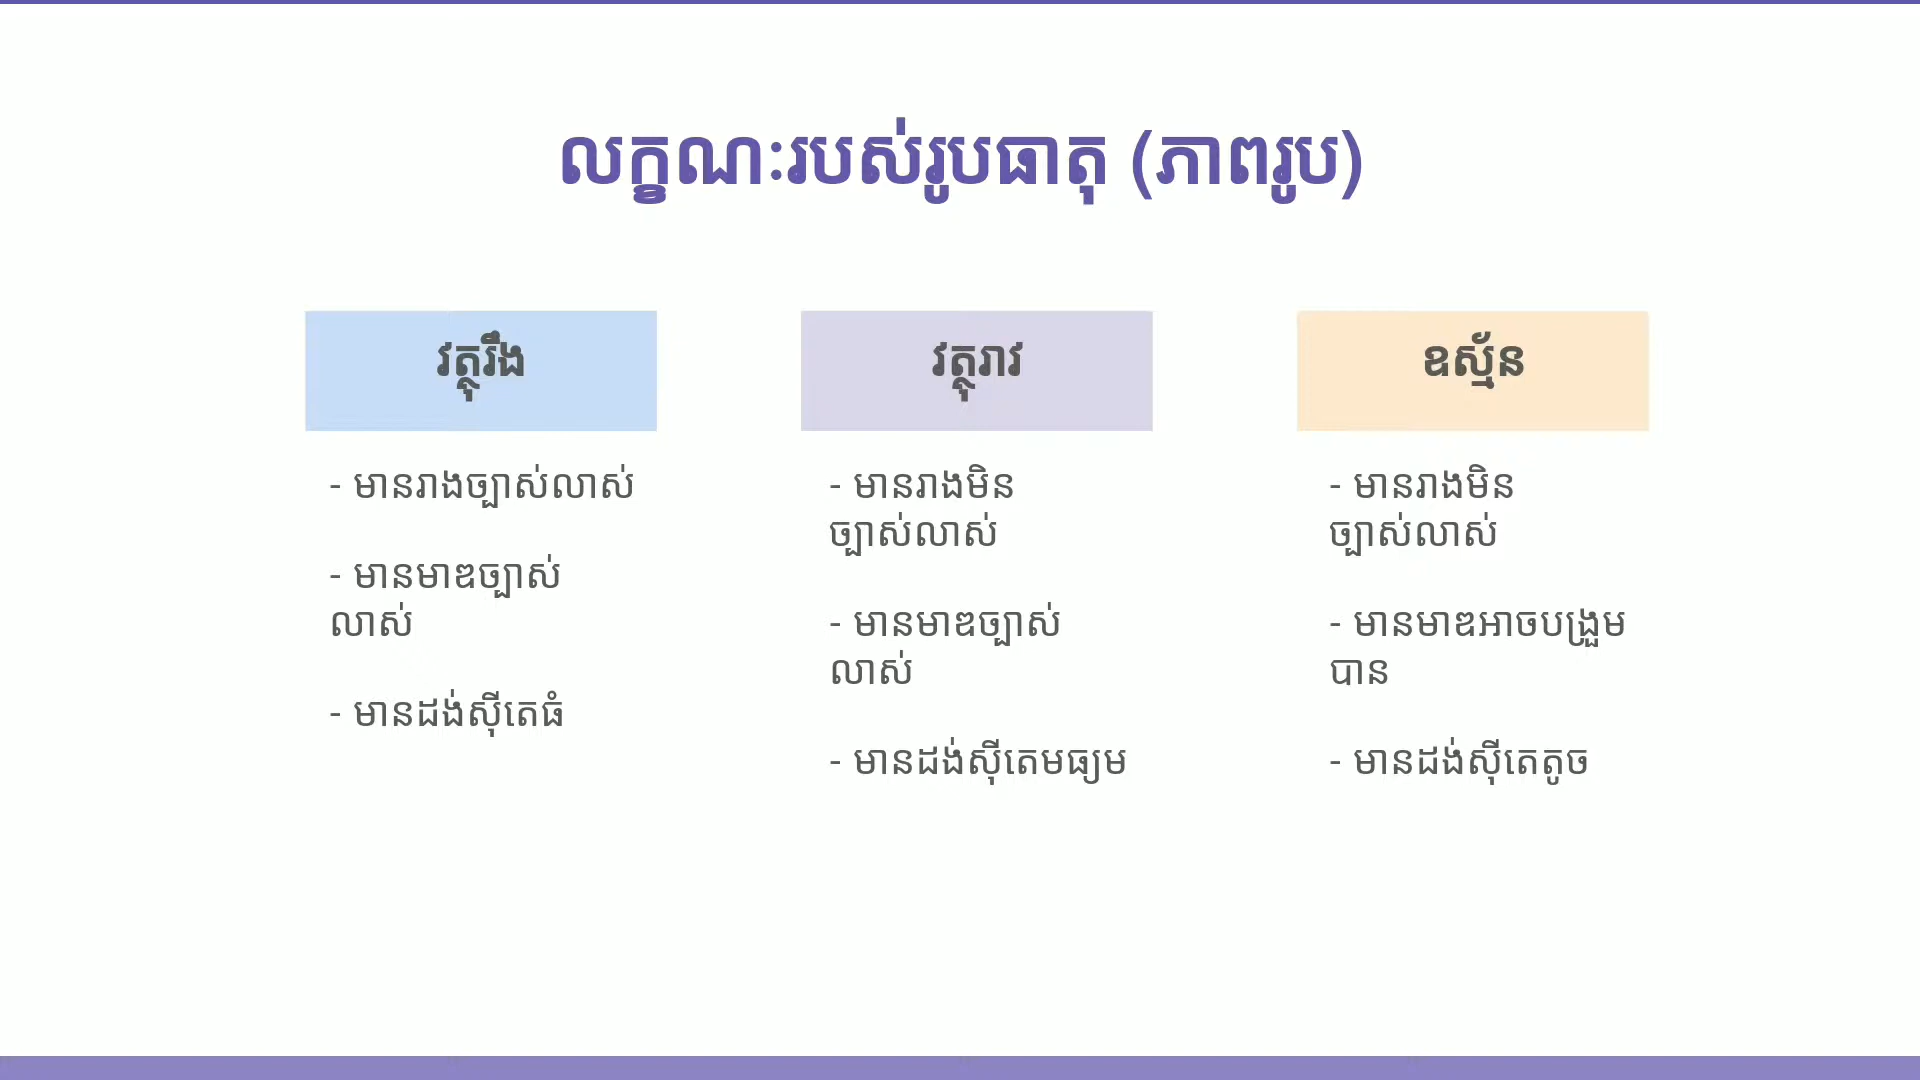 លក្ខណៈរបស់រូបធាតុ (ភាពរូប)
វត្ថុរឹង
- មានរាងច្បាស់លាស់
- មានមាឌច្បាស់
លាស់
- មានដង់ស៊ីតេធំ
វត្ថុរាវ
- មានរាងមិន
ច្បាស់លាស់
- មានមាឌច្បាស់
លាស់
- មានដង់ស៊ីតេមធ្យម
ឧស្ម័ន
- មានរាងមិន
ច្បាស់លាស់
- មានមាឌអាចបង្រួម
បាន
- មានដង់ស៊ីតេតូច